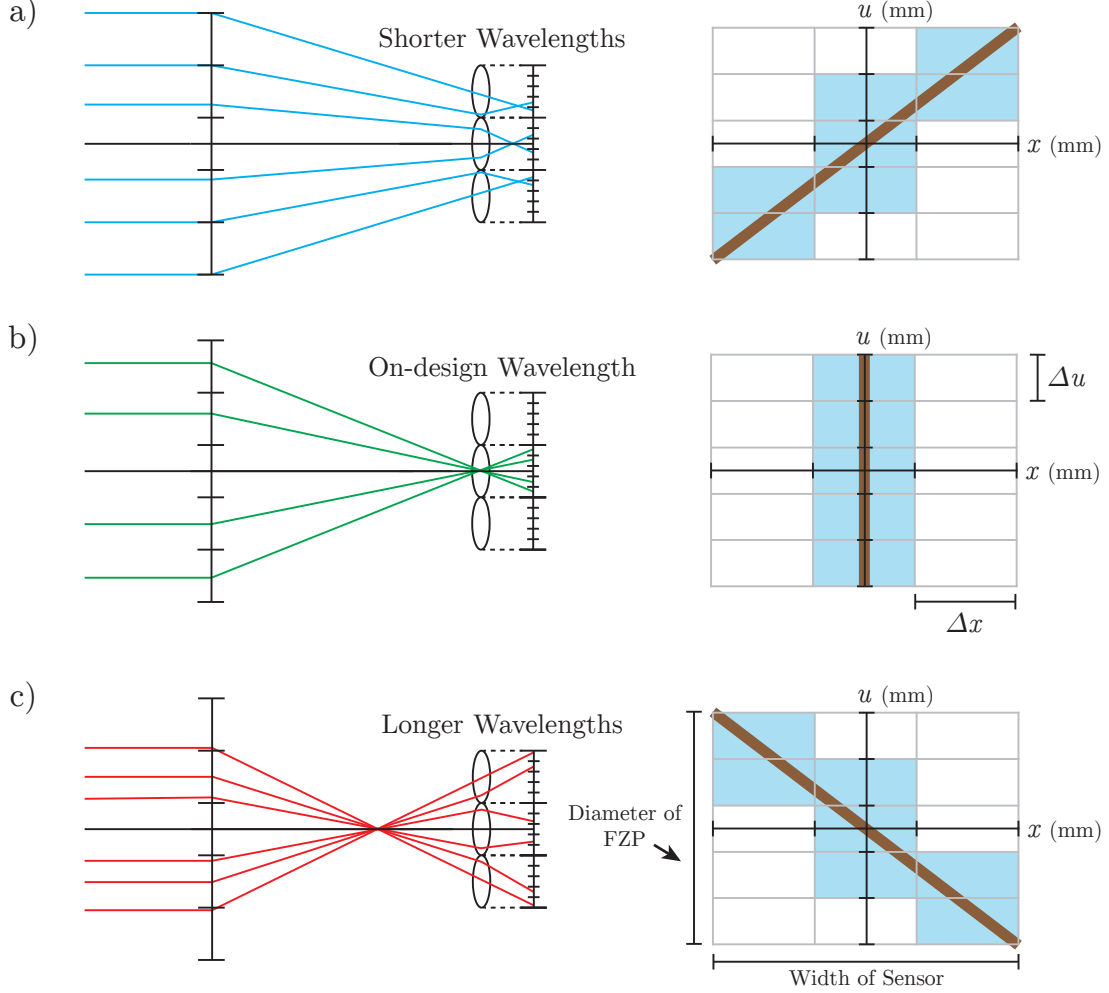 a)
Shorter Wavelengths
u (mm)
x (mm)
b)
On-design Wavelength
u (mm)
Δu
x (mm)
Δx
c)
Longer Wavelengths
u (mm)
Diameter of
FZP
x (mm)
Width of Sensor